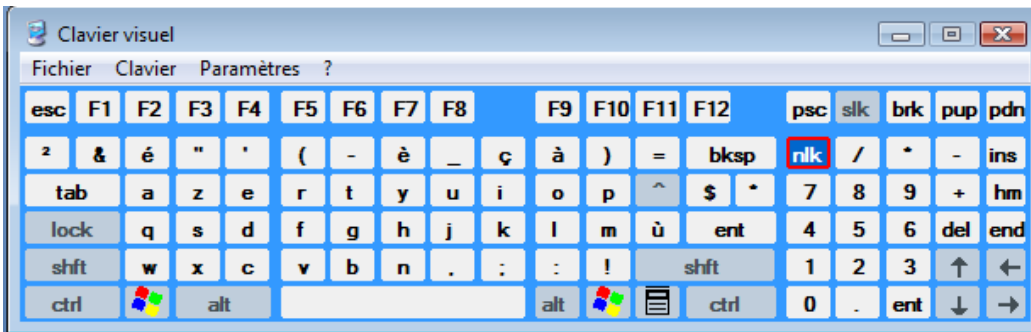 Clavier visuel
Fichier Clavier Paramètres ?
esc F1 F2 F3 F4 F5 F6 F7 F8 F9 F10 F11 F12 psc slk brk pup pdn
² & é " ' ( - è _ ç à ) = bksp nlk / * - ins
tab a z e r t y u i o p ^ $ * 7 8 9 + hm
lock q s d f g h j k l m ù ent 4 5 6 del end
shft w x c v b n . : : ! shft 1 2 3 ↑ ←
ctrl alt alt ctrl 0 . ent ↓ →